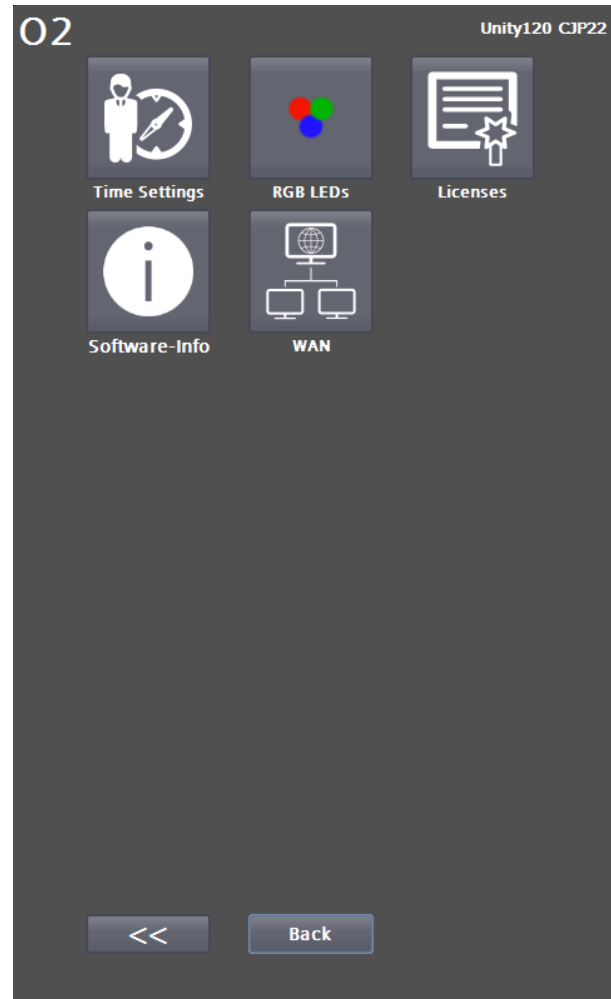 O2
Unity120 CJP22
Time Settings
RGB LEDs
Licenses
i
Software-Info
WAN
<<
Back